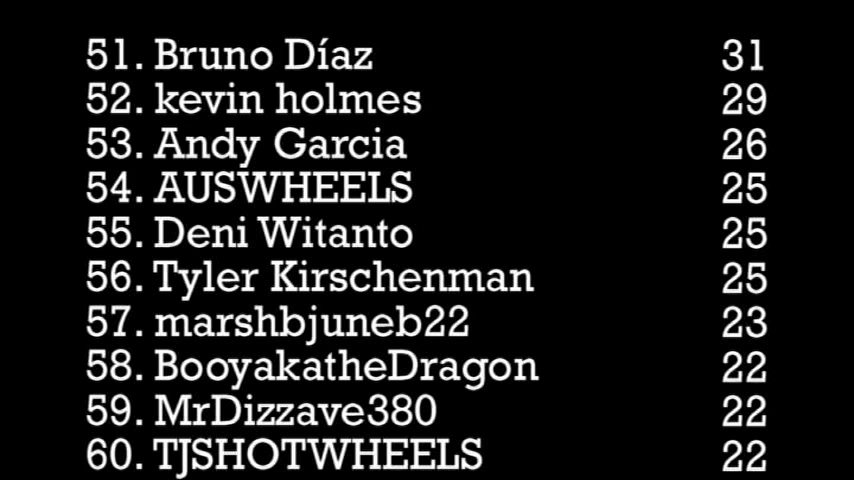 51. Bruno Díaz 31
52. kevin holmes 29
53. Andy Garcia 26
54. AUSWHEELS 25
55. Deni Witanto 25
56. Tyler Kirschenman 25
57. marshbjuneb22 23
58. BooyakatheDragon 22
59. MrDizzave380 22
60. TJSHOTWHEELS 22